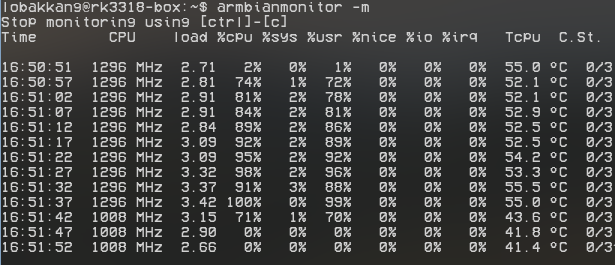 lobakkang@rk3318-box:~$ armbianmonitor -m
Stop monitoring using [ctrl]-[c]
Time CPU load %cpu %sys %usr %nice %io %irq Tcpu C.St.
16:50:51 1296 MHz 2.71 2% 0% 1% 0% 0% 0% 55.0 °C 0/3
16:50:57 1296 MHz 2.81 74% 1% 72% 0% 0% 0% 52.1 °C 0/3
16:51:02 1296 MHz 2.91 81% 2% 78% 0% 0% 0% 52.1 °C 0/3
16:51:07 1296 MHz 2.91 84% 2% 81% 0% 0% 0% 52.9 °C 0/3
16:51:12 1296 MHz 2.84 89% 2% 86% 0% 0% 0% 52.5 °C 0/3
16:51:17 1296 MHz 3.09 92% 2% 89% 0% 0% 0% 52.5 °C 0/3
16:51:22 1296 MHz 3.09 95% 2% 92% 0% 0% 0% 54.2 °C 0/3
16:51:27 1296 MHz 3.32 98% 2% 96% 0% 0% 0% 53.3 °C 0/3
16:51:32 1296 MHz 3.37 91% 3% 88% 0% 0% 0% 55.5 °C 0/3
16:51:37 1296 MHz 3.42 100% 0% 99% 0% 0% 0% 55.0 °C 0/3
16:51:42 1008 MHz 3.15 71% 1% 70% 0% 0% 0% 43.6 °C 0/3
16:51:47 1008 MHz 2.90 0% 0% 0% 0% 0% 0% 41.8 °C 0/3
16:51:52 1008 MHz 2.66 0% 0% 0% 0% 0% 0% 41.4 °C 0/3